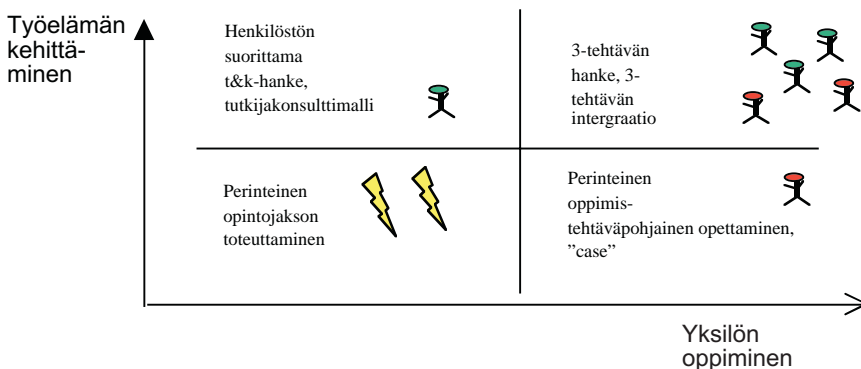 Työelämän
kehittä-
minen
Henkilöstön
suorittama
t&k-hanke,
tutkijakonsulttimalli
3-tehtävän
hanke, 3-
tehtävän
intergraatio
Perinteinen
opintojakson
toteuttaminen
Perinteinen
oppimis-
tehtäväpohjainen opettaminen,
”case”
Yksilön
oppiminen